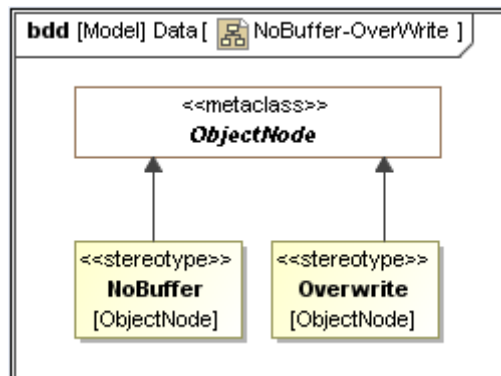 bdd [Model] Data [ NoBuffer-OverWrite ]
<<metaclass>>
ObjectNode
<<stereotype>>
NoBuffer
[ObjectNode]
<<stereotype>>
Overwrite
[ObjectNode]